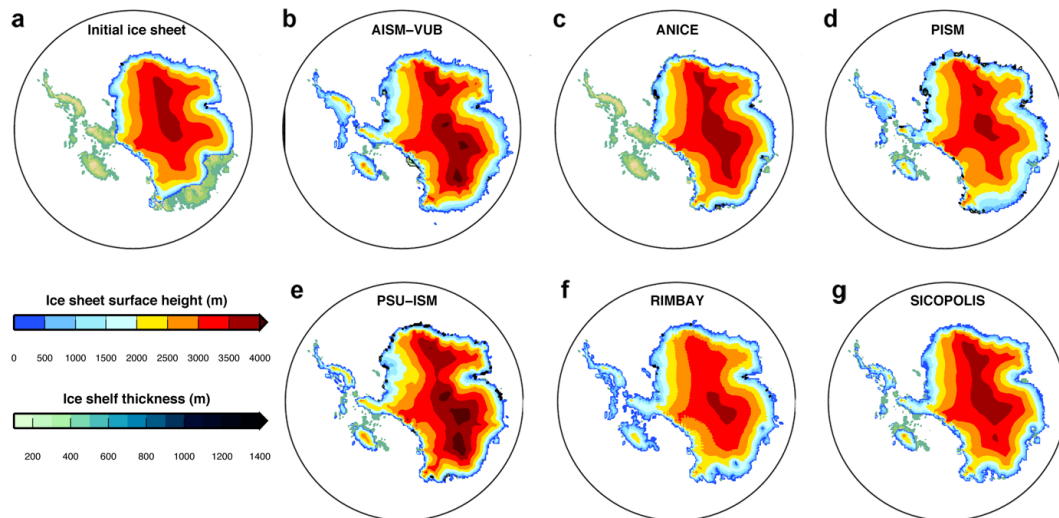 a
Initial ice sheet
b
AISM–VUB
c
ANICE
d
PISM
Ice sheet surface height (m)
0 500 1000 1500 2000 2500 3000 3500 4000
Ice shelf thickness (m)
200 400 600 800 1000 1200 1400
e
PSU–ISM
f
RIMBAY
g
SICOPOLIS